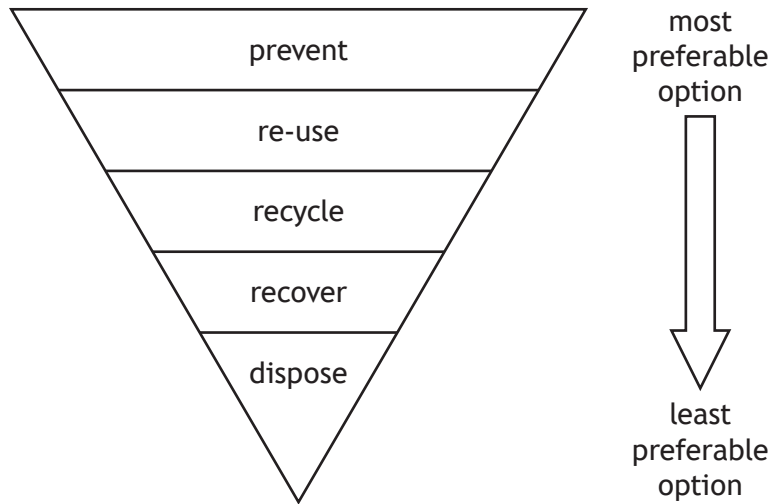 prevent
re-use
recycle
recover
dispose
most
preferable
option
least
preferable
option